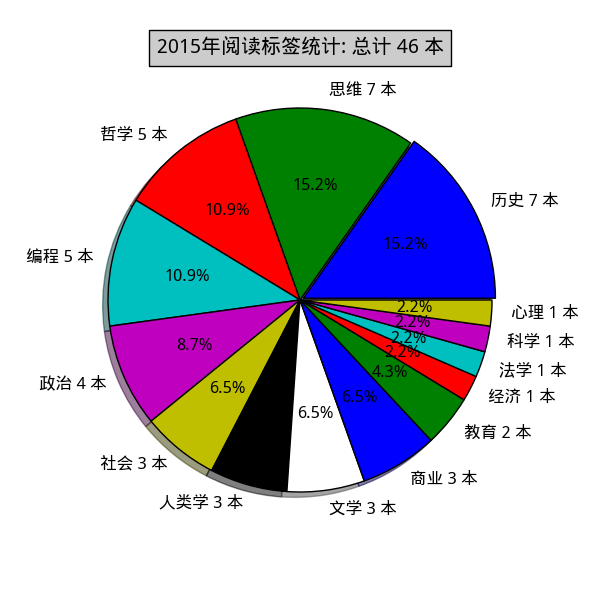 2015年阅读标签统计: 总计 46 本
思维 7 本
哲学 5 本
历史 7 本
编程 5 本
政治 4 本
社会 3 本
人类学 3 本
文学 3 本
商业 3 本
教育 2 本
经济 1 本
法学 1 本
科学 1 本
心理 1 本
15.2%
15.2%
10.9%
10.9%
8.7%
6.5%
6.5%
6.5%
4.3%
2.2%
2.2%
2.2%
2.2%